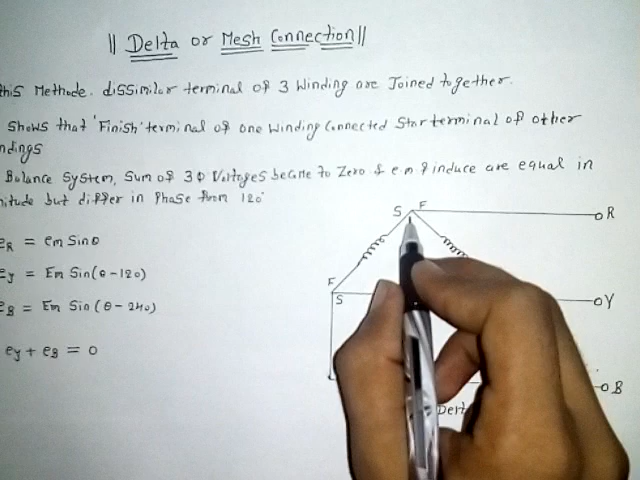 || Delta or Mesh Connection ||
this Methode. dissimilar terminal of 3 Winding are Joined together.
shows that 'Finish' terminal of one Winding Connected Star terminal of other
ndings
Balance System, Sum of 3Φ Voltages become to Zero & e.m.f induce are equal in
nitude but differ in Phase from 120°
S F R
eR = em Sinθ
ey = Em Sin(θ-120)
F
S
Y
eB = Em Sin (θ-240)
ey + eB = 0
B